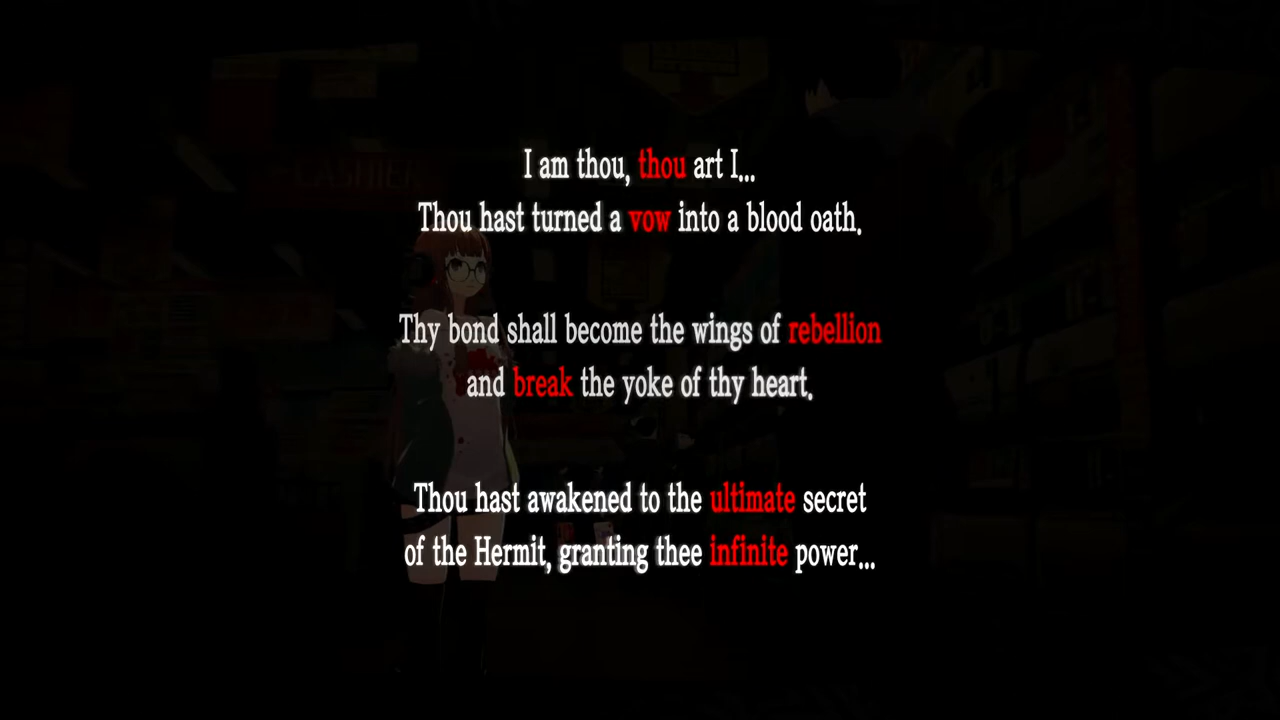 CASHIER
I am thou, thou art I...
Thou hast turned a vow into a blood oath.
Thy bond shall become the wings of rebellion
and break the yoke of thy heart.
Thou hast awakened to the ultimate secret
of the Hermit, granting thee infinite power...